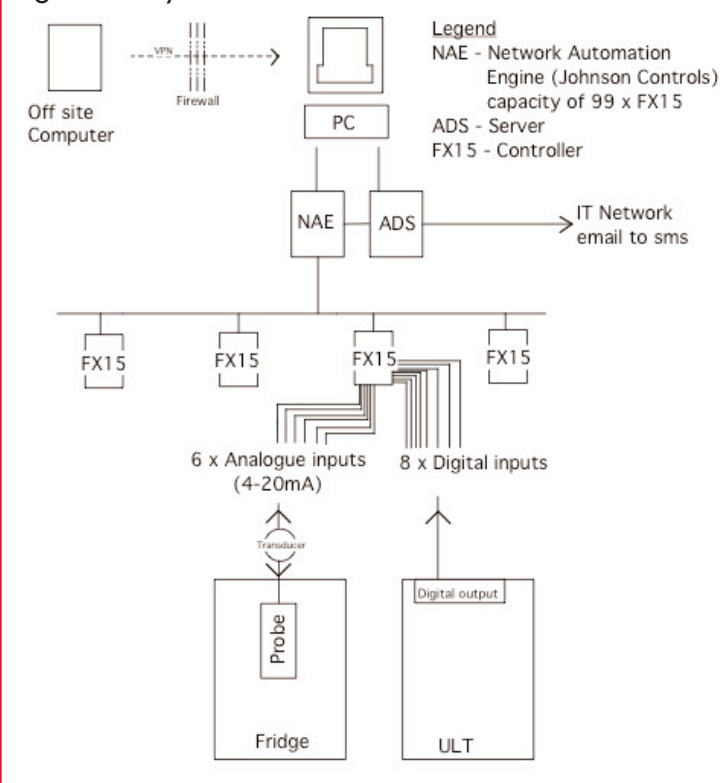 VPN
Firewall
Off site
Computer
PC
Legend
NAE - Network Automation
Engine (Johnson Controls)
capacity of 99 x FX15
ADS - Server
FX15 - Controller
NAE
ADS
IT Network
email to sms
FX15
FX15
FX15
FX15
6 x Analogue inputs
(4-20mA)
8 x Digital inputs
Transducer
Probe
Fridge
Digital output
ULT